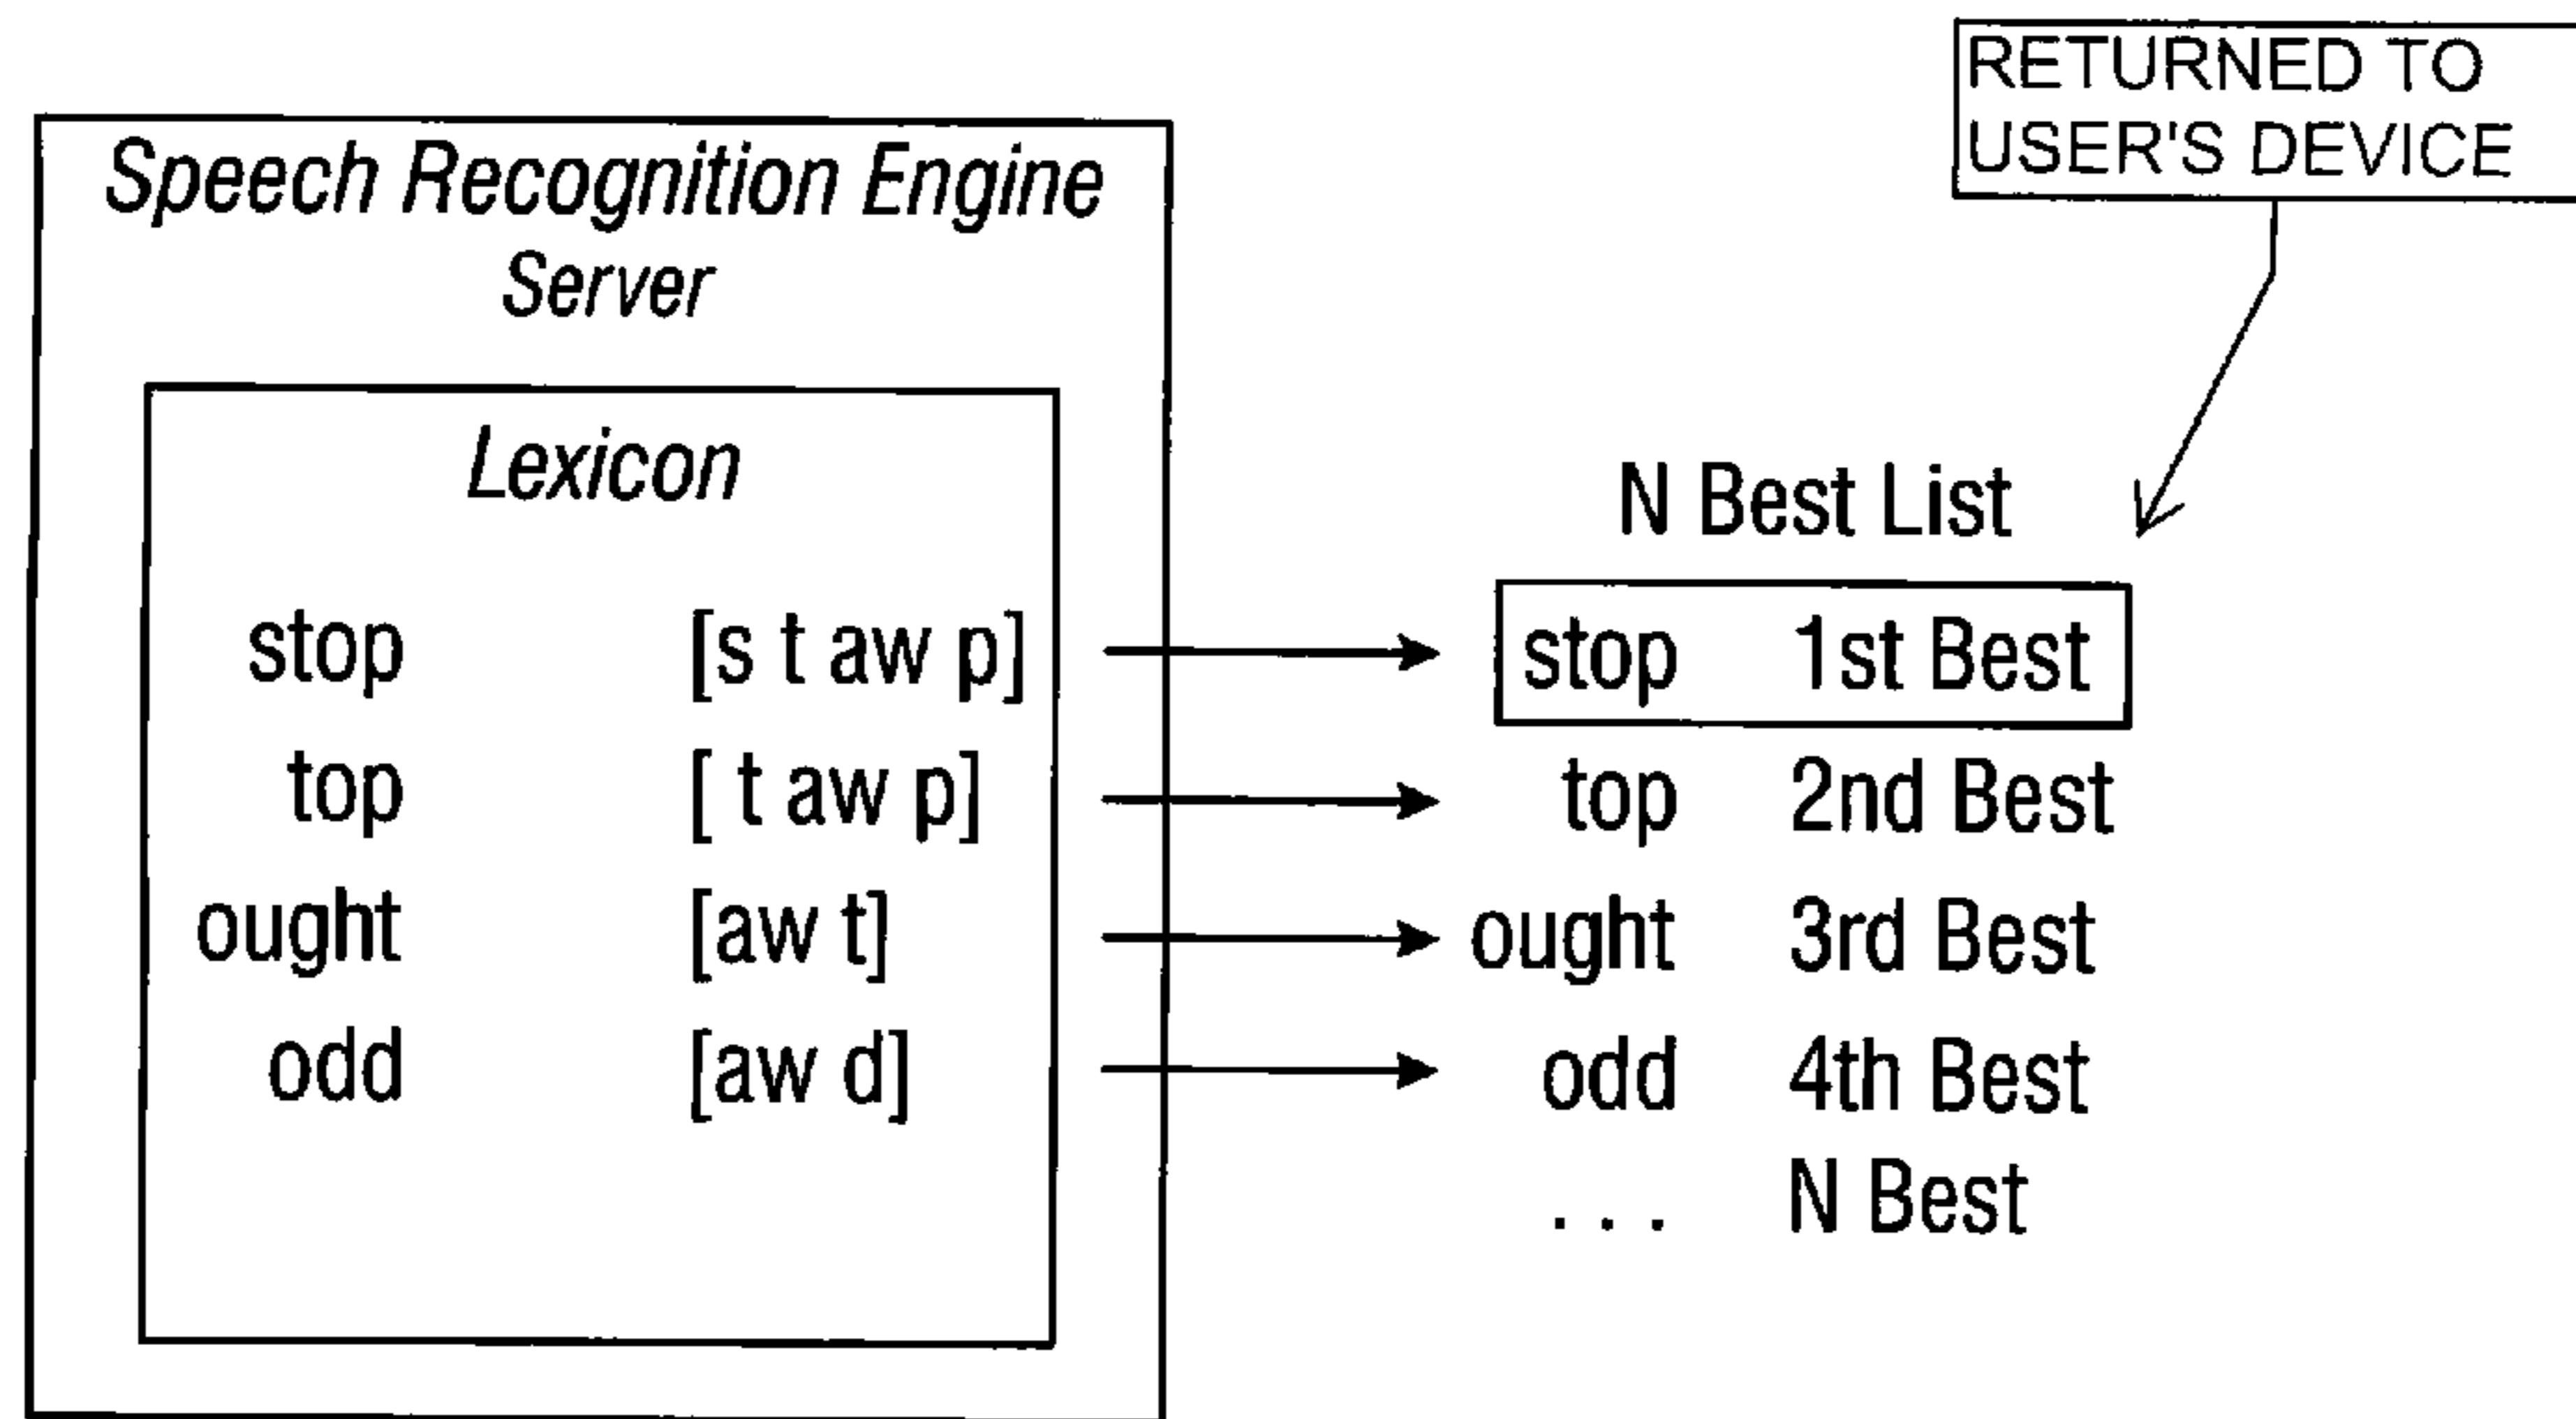 RETURNED TO
USER'S DEVICE
Speech Recognition Engine
Server
Lexicon
stop [s t aw p]
top [ t aw p]
ought [aw t]
odd [aw d]
N Best List
stop 1st Best
top 2nd Best
ought 3rd Best
odd 4th Best
. . . N Best